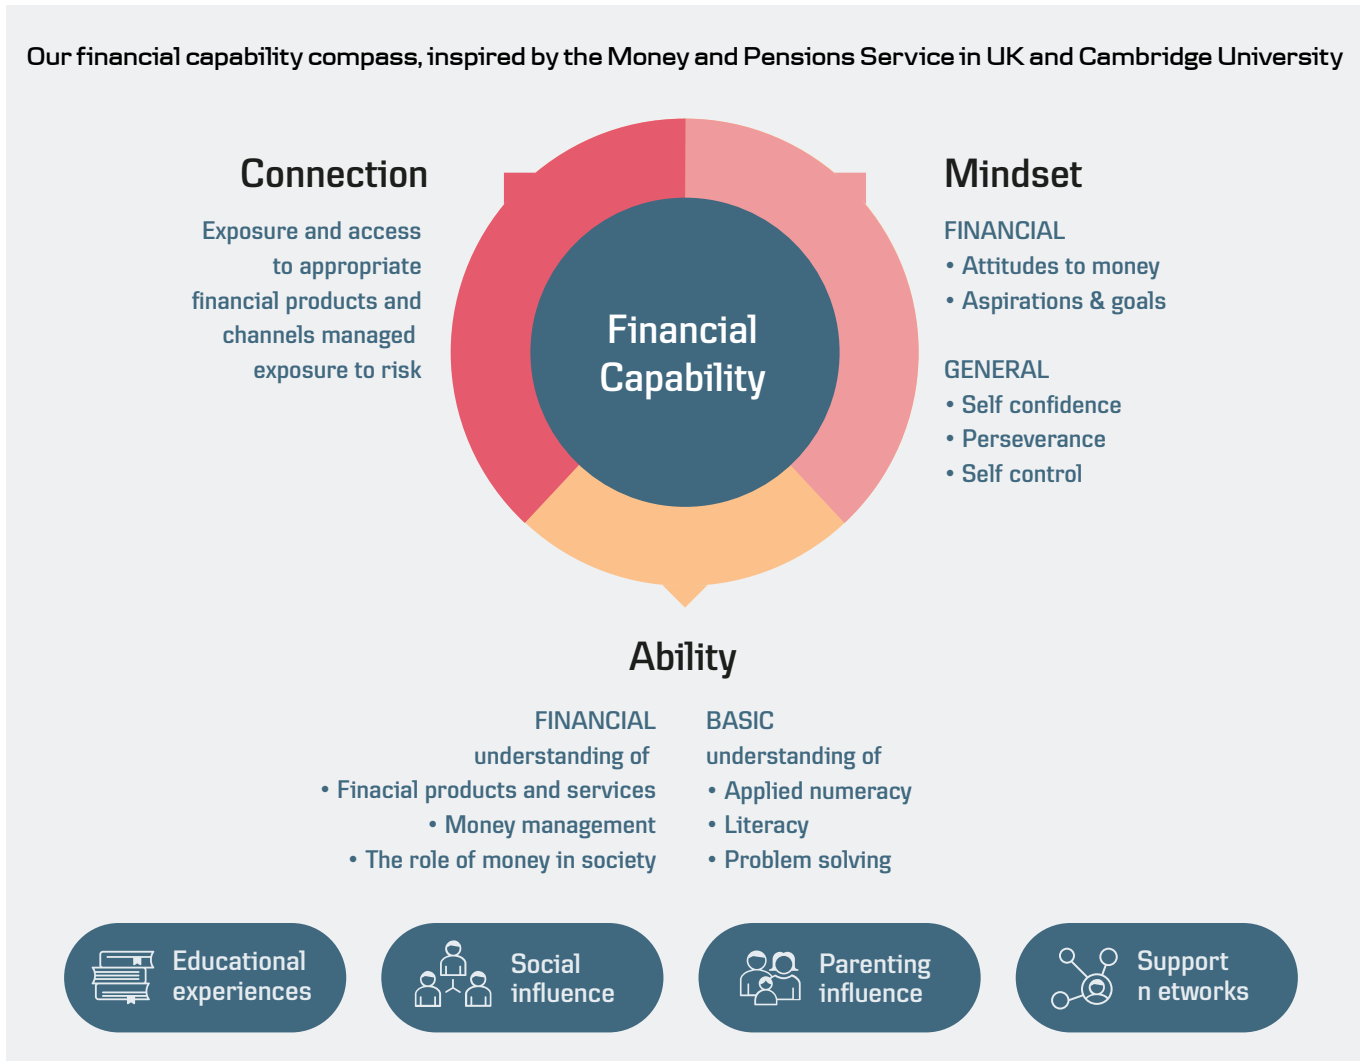 Our financial capability compass, inspired by the Money and Pensions Service in UK and Cambridge University
Connection
Exposure and access
to appropriate
financial products and
channels managed
exposure to risk
Financial
Capability
Mindset
FINANCIAL
• Attitudes to money
• Aspirations & goals
GENERAL
• Self confidence
• Perseverance
• Self control
Ability
FINANCIAL
understanding of
• Finacial products and services
• Money management
• The role of money in society
BASIC
understanding of
• Applied numeracy
• Literacy
• Problem solving
Educational
experiences
Social
influence
Parenting
influence
Support
n etworks